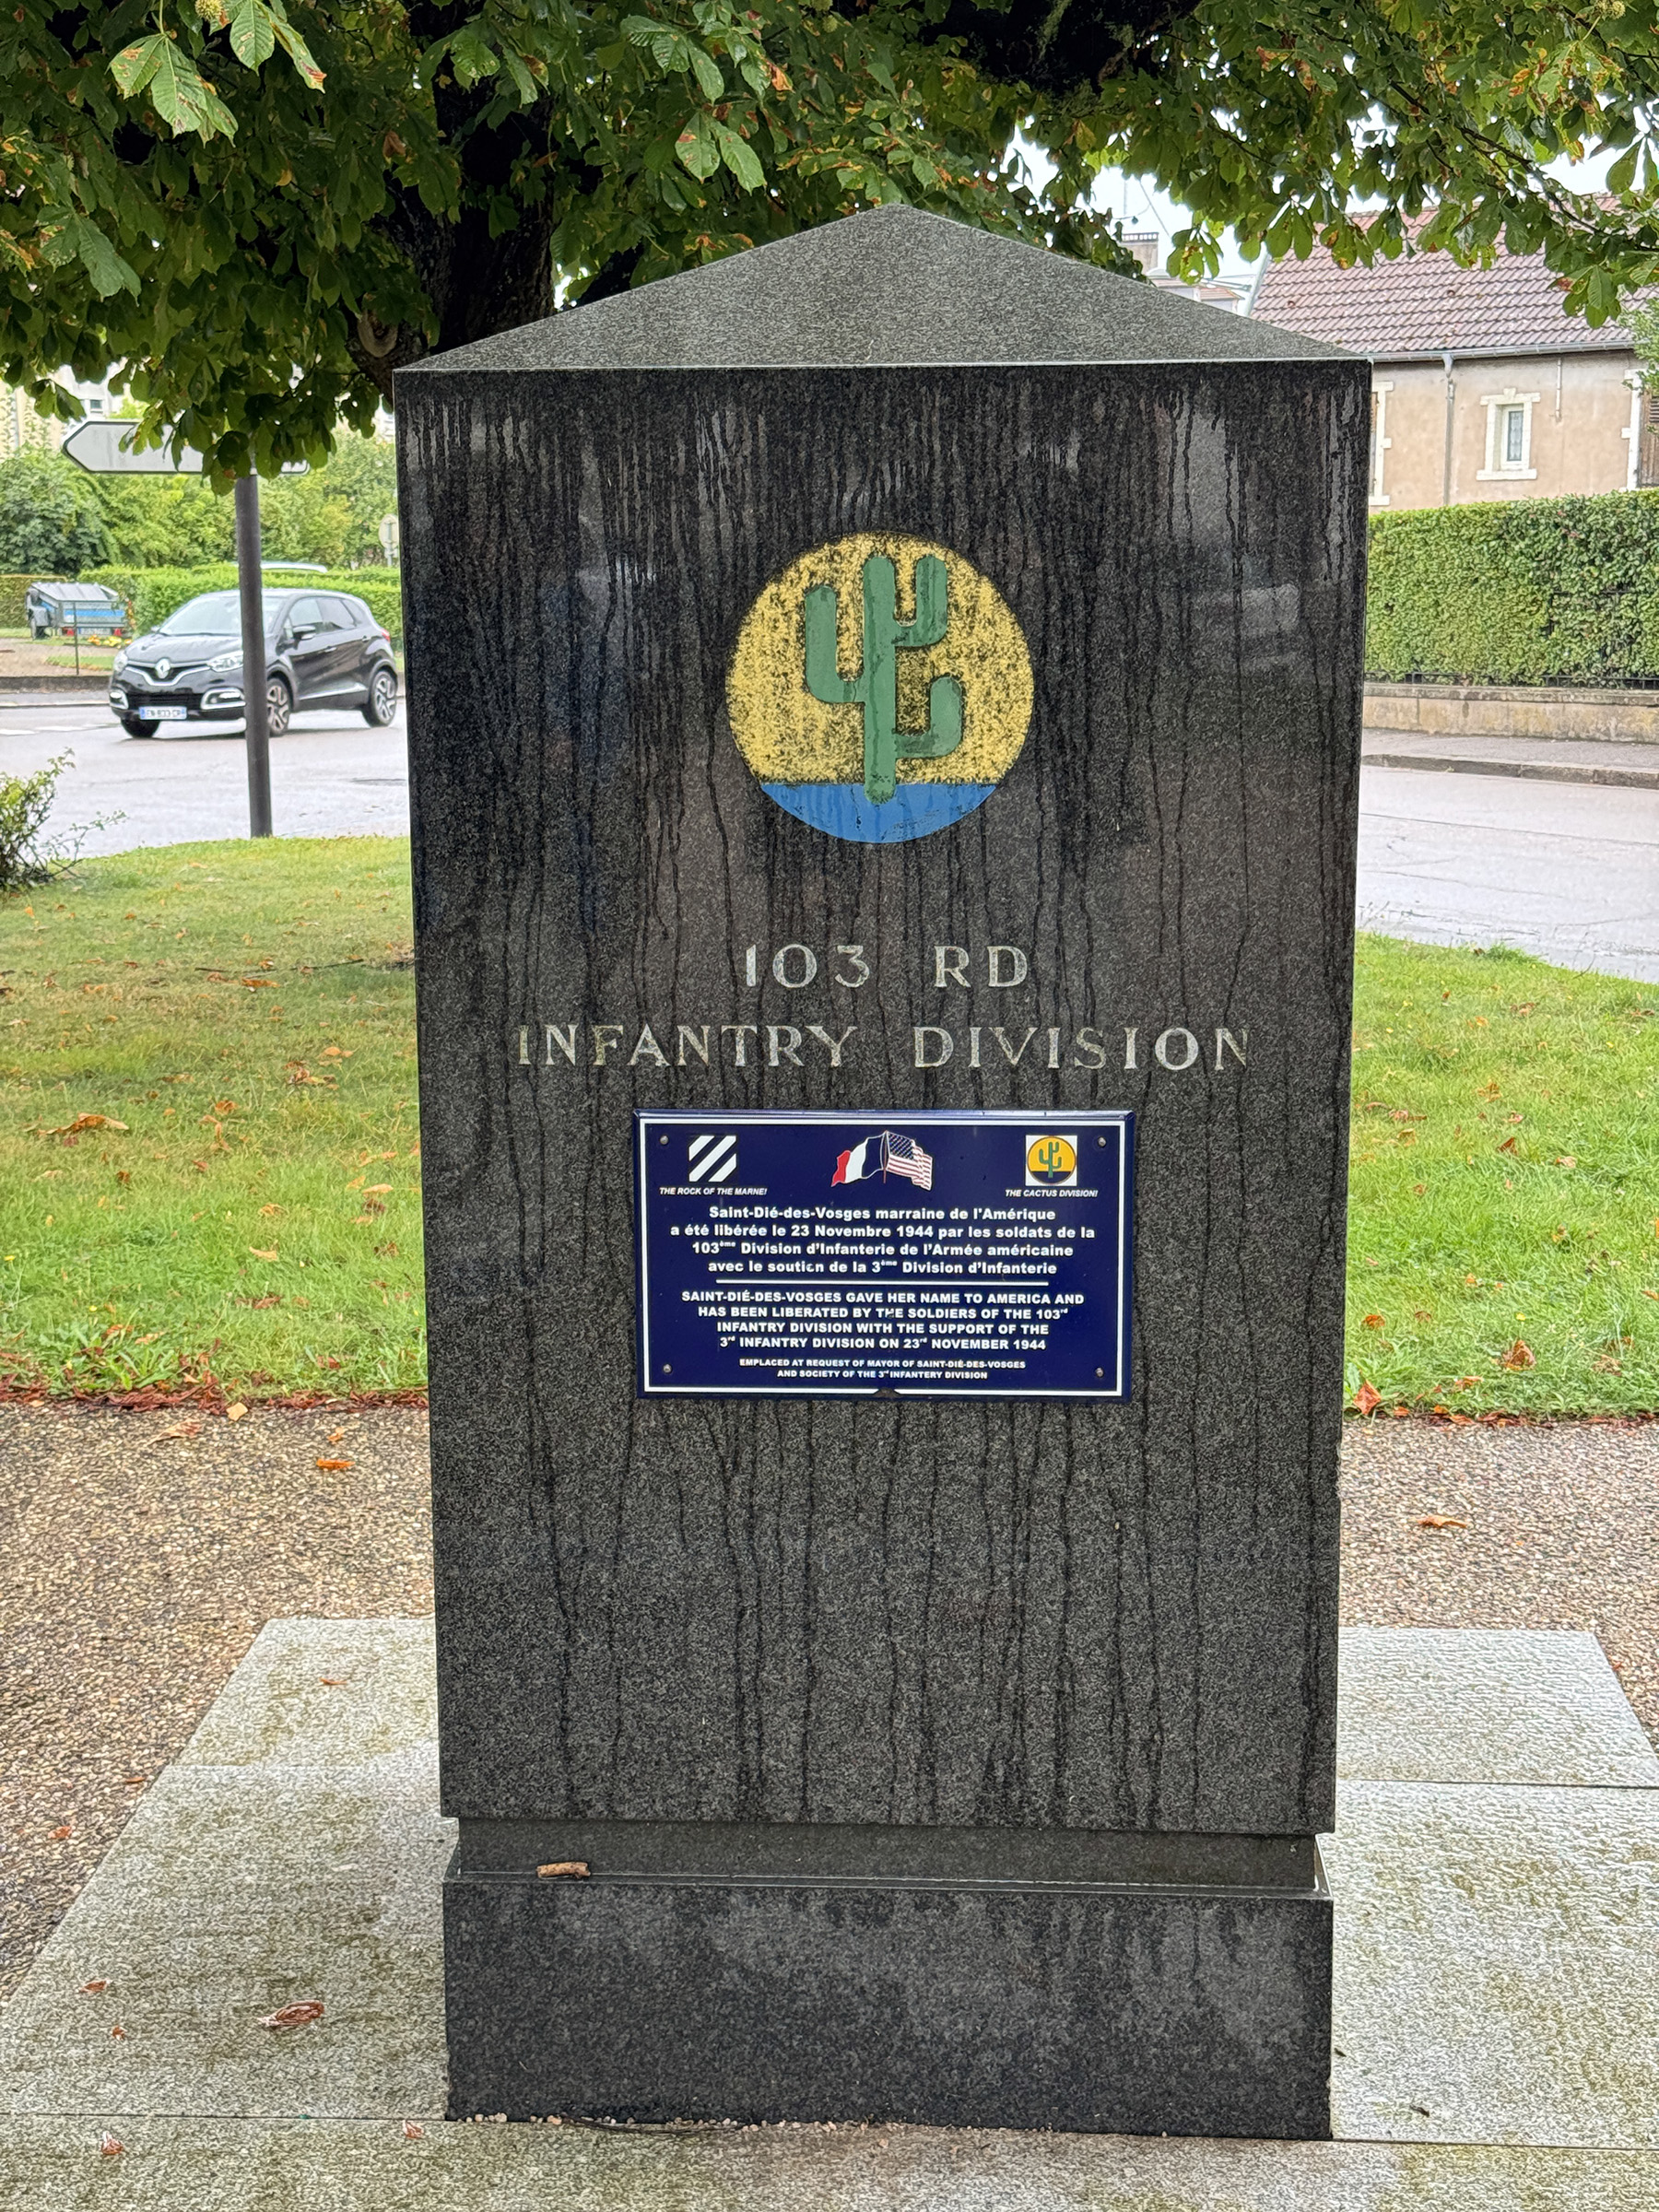 103 RD
INFANTRY DIVISION
THE ROCK OF THE MARNE!
THE CACTUS DIVISION!
Saint-Dié-des-Vosges marraine de l'Amérique
a été libérée le 23 Novembre 1944 par les soldats de la
103ème Division d'Infanterie de l'Armée américaine
avec le soutien de la 3ème Division d'Infanterie
SAINT-DIÉ-DES-VOSGES GAVE HER NAME TO AMERICA AND
HAS BEEN LIBERATED BY THE SOLDIERS OF THE 103rd
INFANTRY DIVISION WITH THE SUPPORT OF THE
3rd INFANTRY DIVISION ON 23rd NOVEMBER 1944
EMPLACED AT REQUEST OF MAYOR OF SAINT-DIÉ-DES-VOSGES
AND SOCIETY OF THE 3rd INFANTERY DIVISION